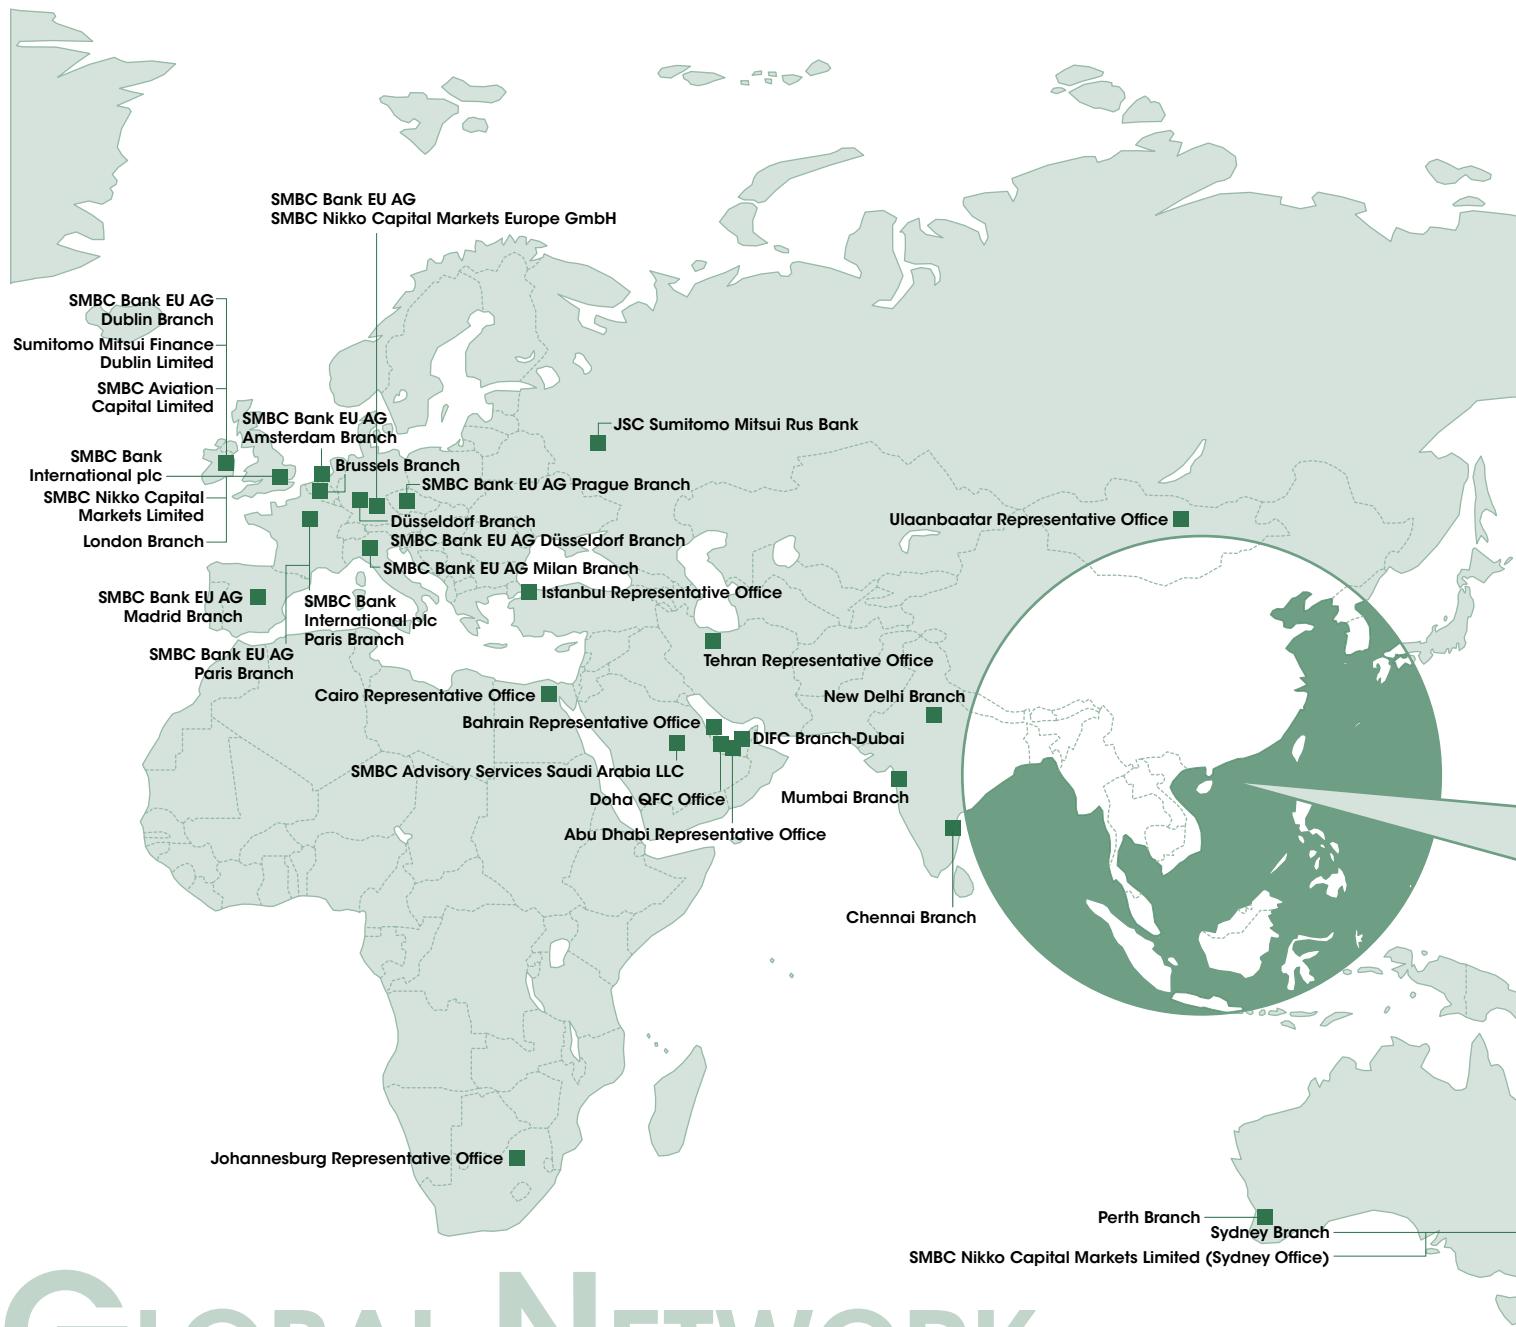 SMBC Bank EU AG
SMBC Nikko Capital Markets Europe GmbH
SMBC Bank EU AG
Dublin Branch
Sumitomo Mitsui Finance
Dublin Limited
SMBC Aviation
Capital Limited
SMBC Bank EU AG
Amsterdam Branch
JSC Sumitomo Mitsui Rus Bank
SMBC Bank
International plc
Brussels Branch
SMBC Bank EU AG Prague Branch
SMBC Nikko Capital
Markets Limited
London Branch
Düsseldorf Branch
SMBC Bank EU AG Düsseldorf Branch
SMBC Bank EU AG Milan Branch
Ulaanbaatar Representative Office
SMBC Bank EU AG
Madrid Branch
SMBC Bank
International plc
Paris Branch
Istanbul Representative Office
SMBC Bank EU AG
Paris Branch
Tehran Representative Office
Cairo Representative Office
New Delhi Branch
Bahrain Representative Office
DIFC Branch-Dubai
SMBC Advisory Services Saudi Arabia LLC
Doha QFC Office
Mumbai Branch
Abu Dhabi Representative Office
Chennai Branch
Johannesburg Representative Office
Perth Branch
Sydney Branch
SMBC Nikko Capital Markets Limited (Sydney Office)
GLOBAL NETWORK